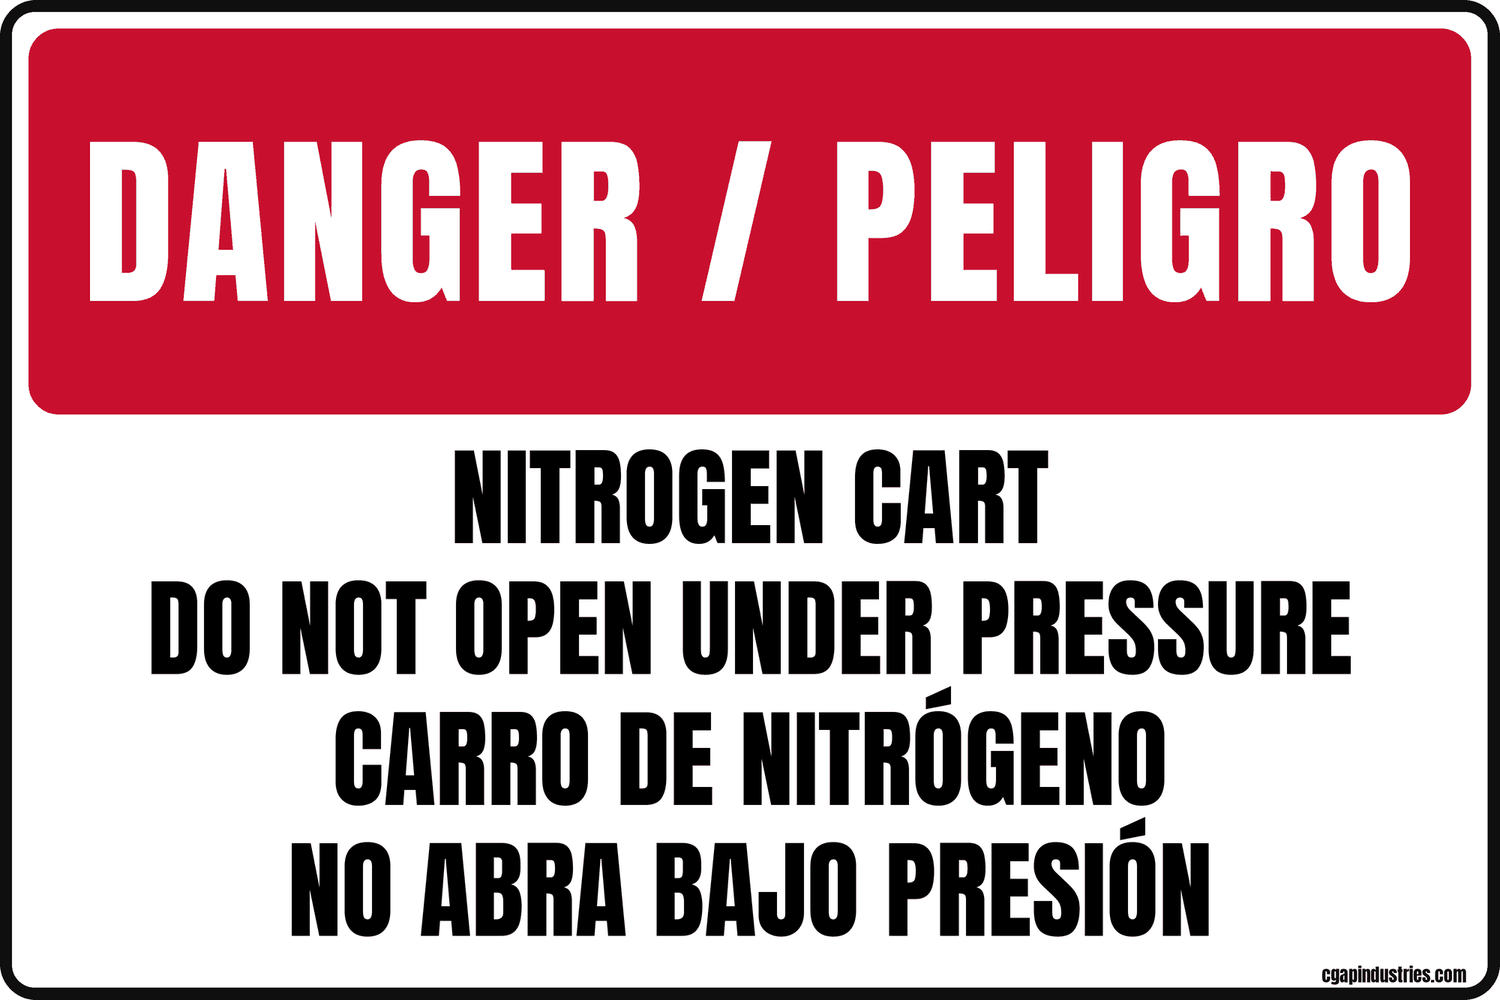 DANGER / PELIGRO
NITROGEN CART
DO NOT OPEN UNDER PRESSURE
CARRO DE NITRÓGENO
NO ABRA BAJO PRESIÓN
cgapindustries.com